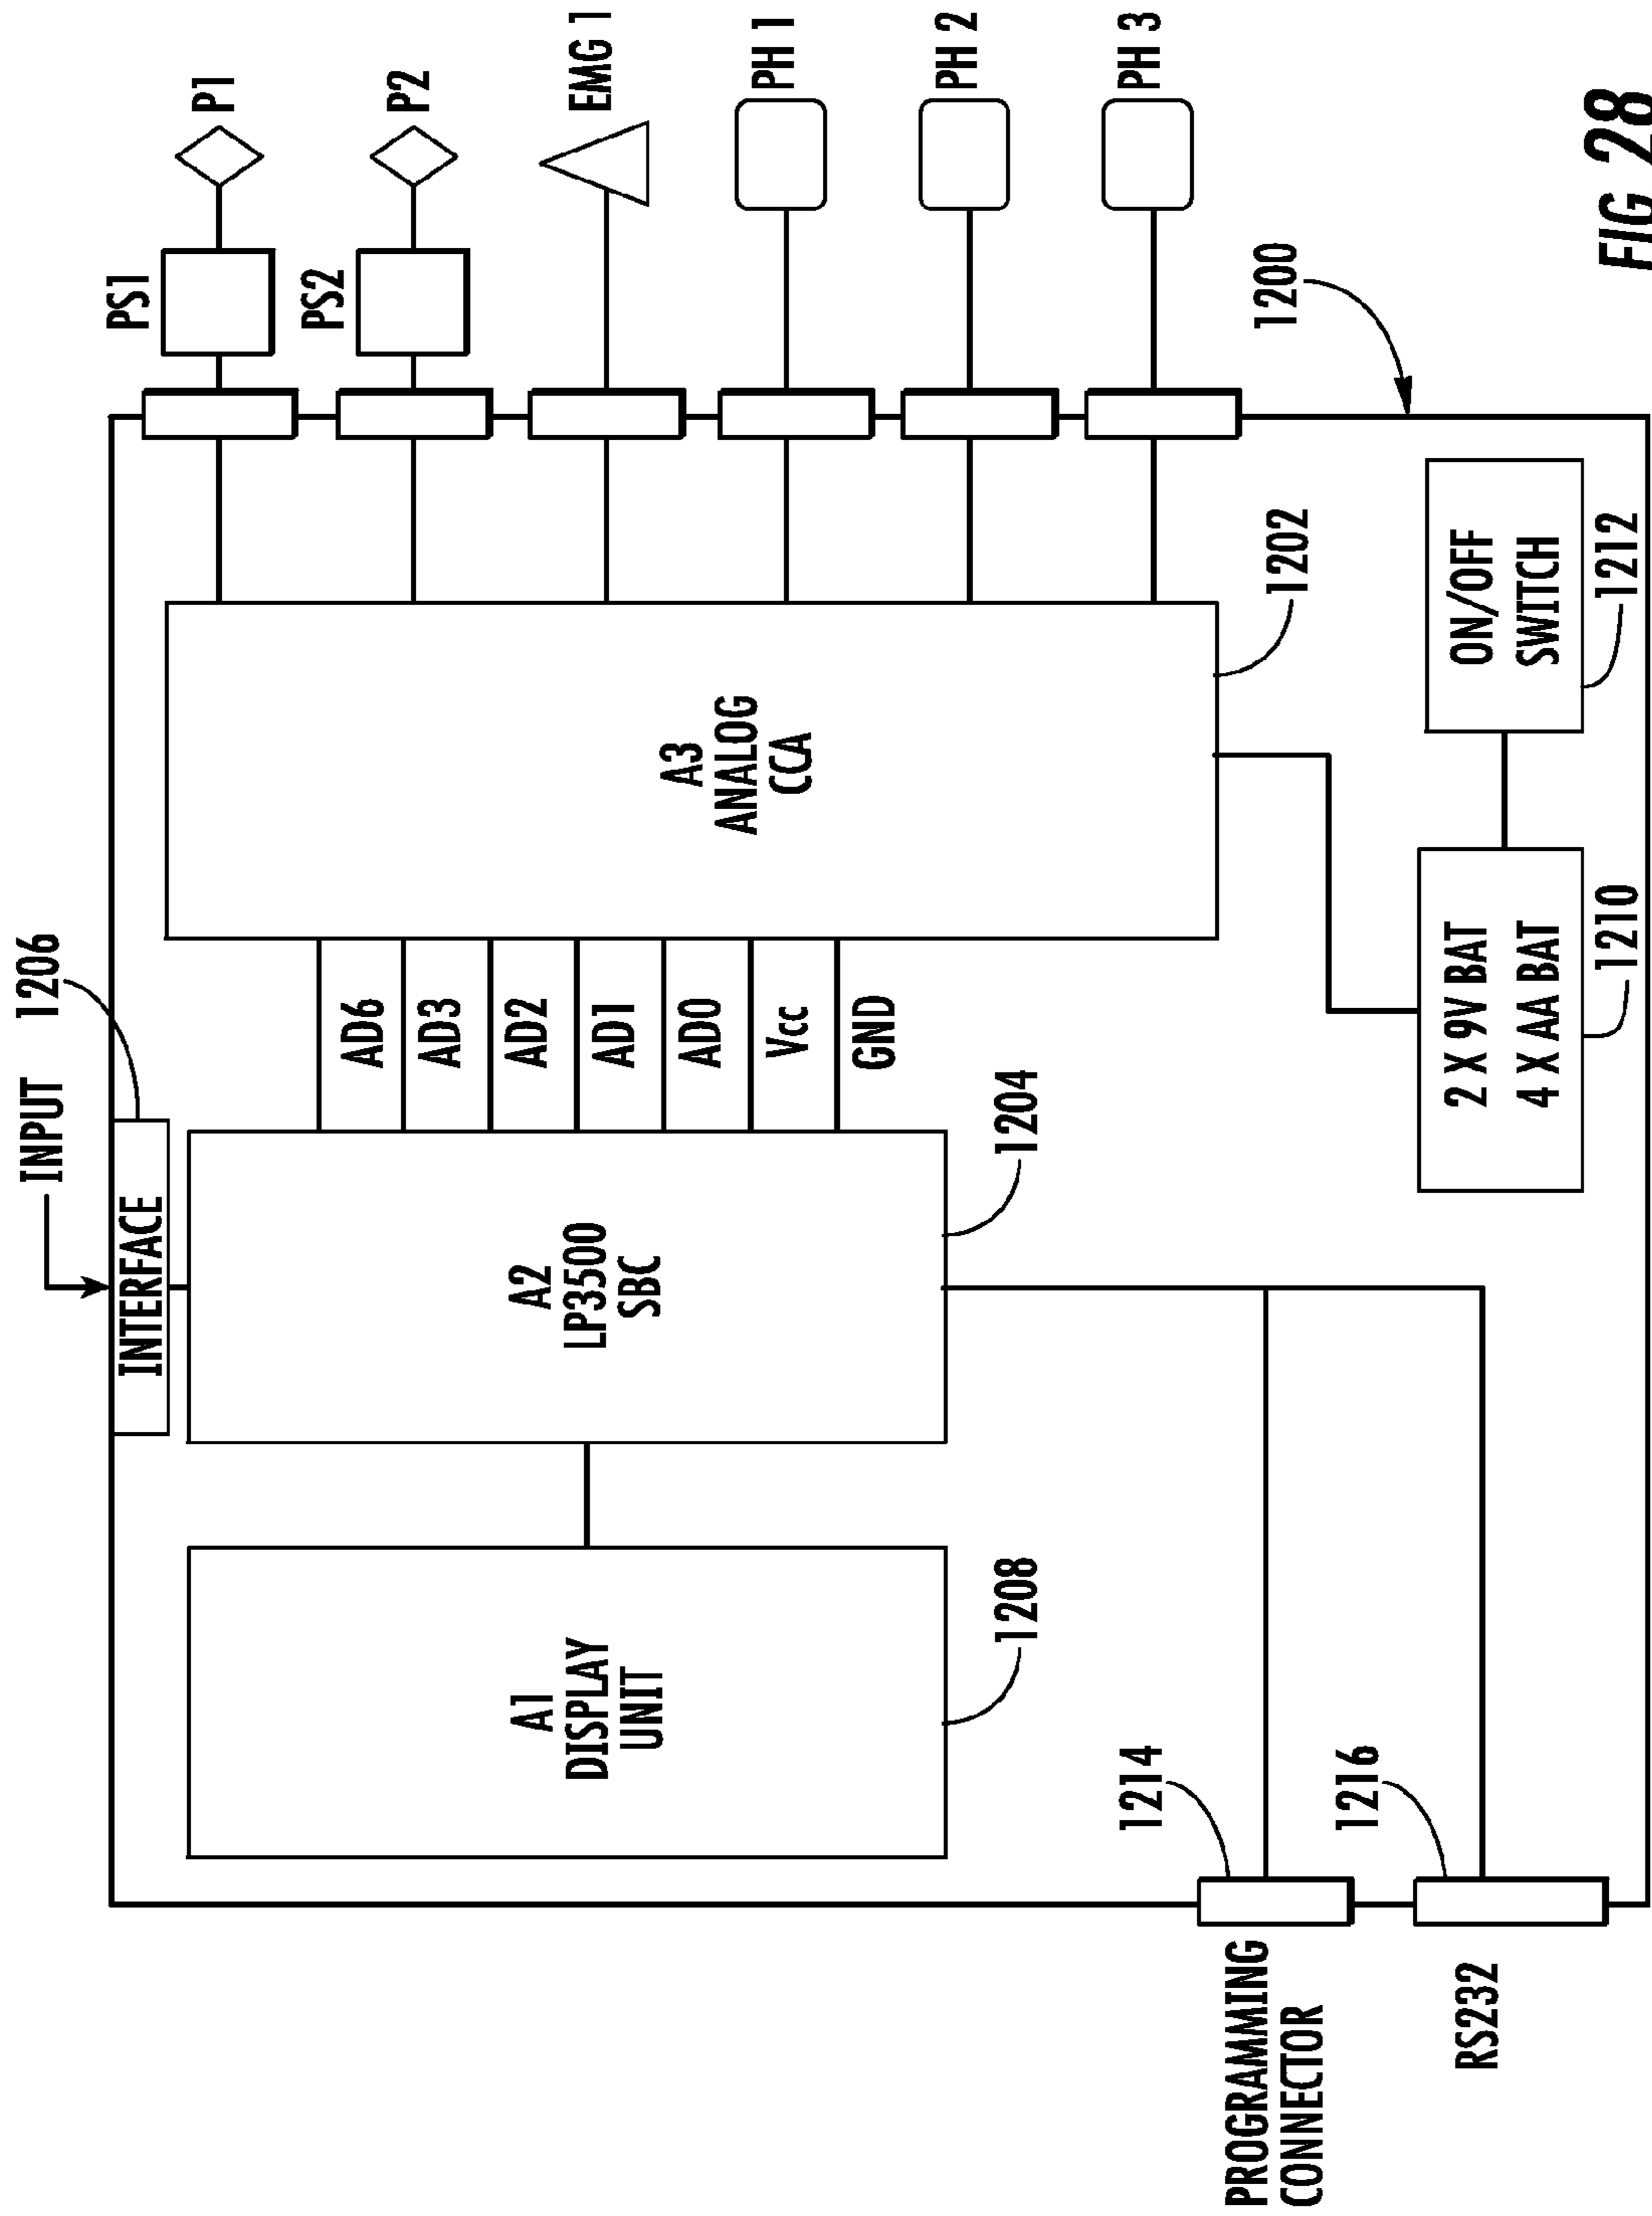 INPUT
1206
INTERFACE
PS1
P1
PS2
P2
EMG 1
PH 1
PH 2
PH 3
A1
DISPLAY
UNIT
1208
A2
LP3500
SBC
1204
AD6
AD3
AD2
AD1
AD0
Vcc
GND
A3
ANALOG
CCA
1202
1200
1214
PROGRAMING
CONNECTOR
1216
RS232
2 X 9V BAT
4 X AA BAT
1210
ON/OFF
SWITCH
1212
FIG 28